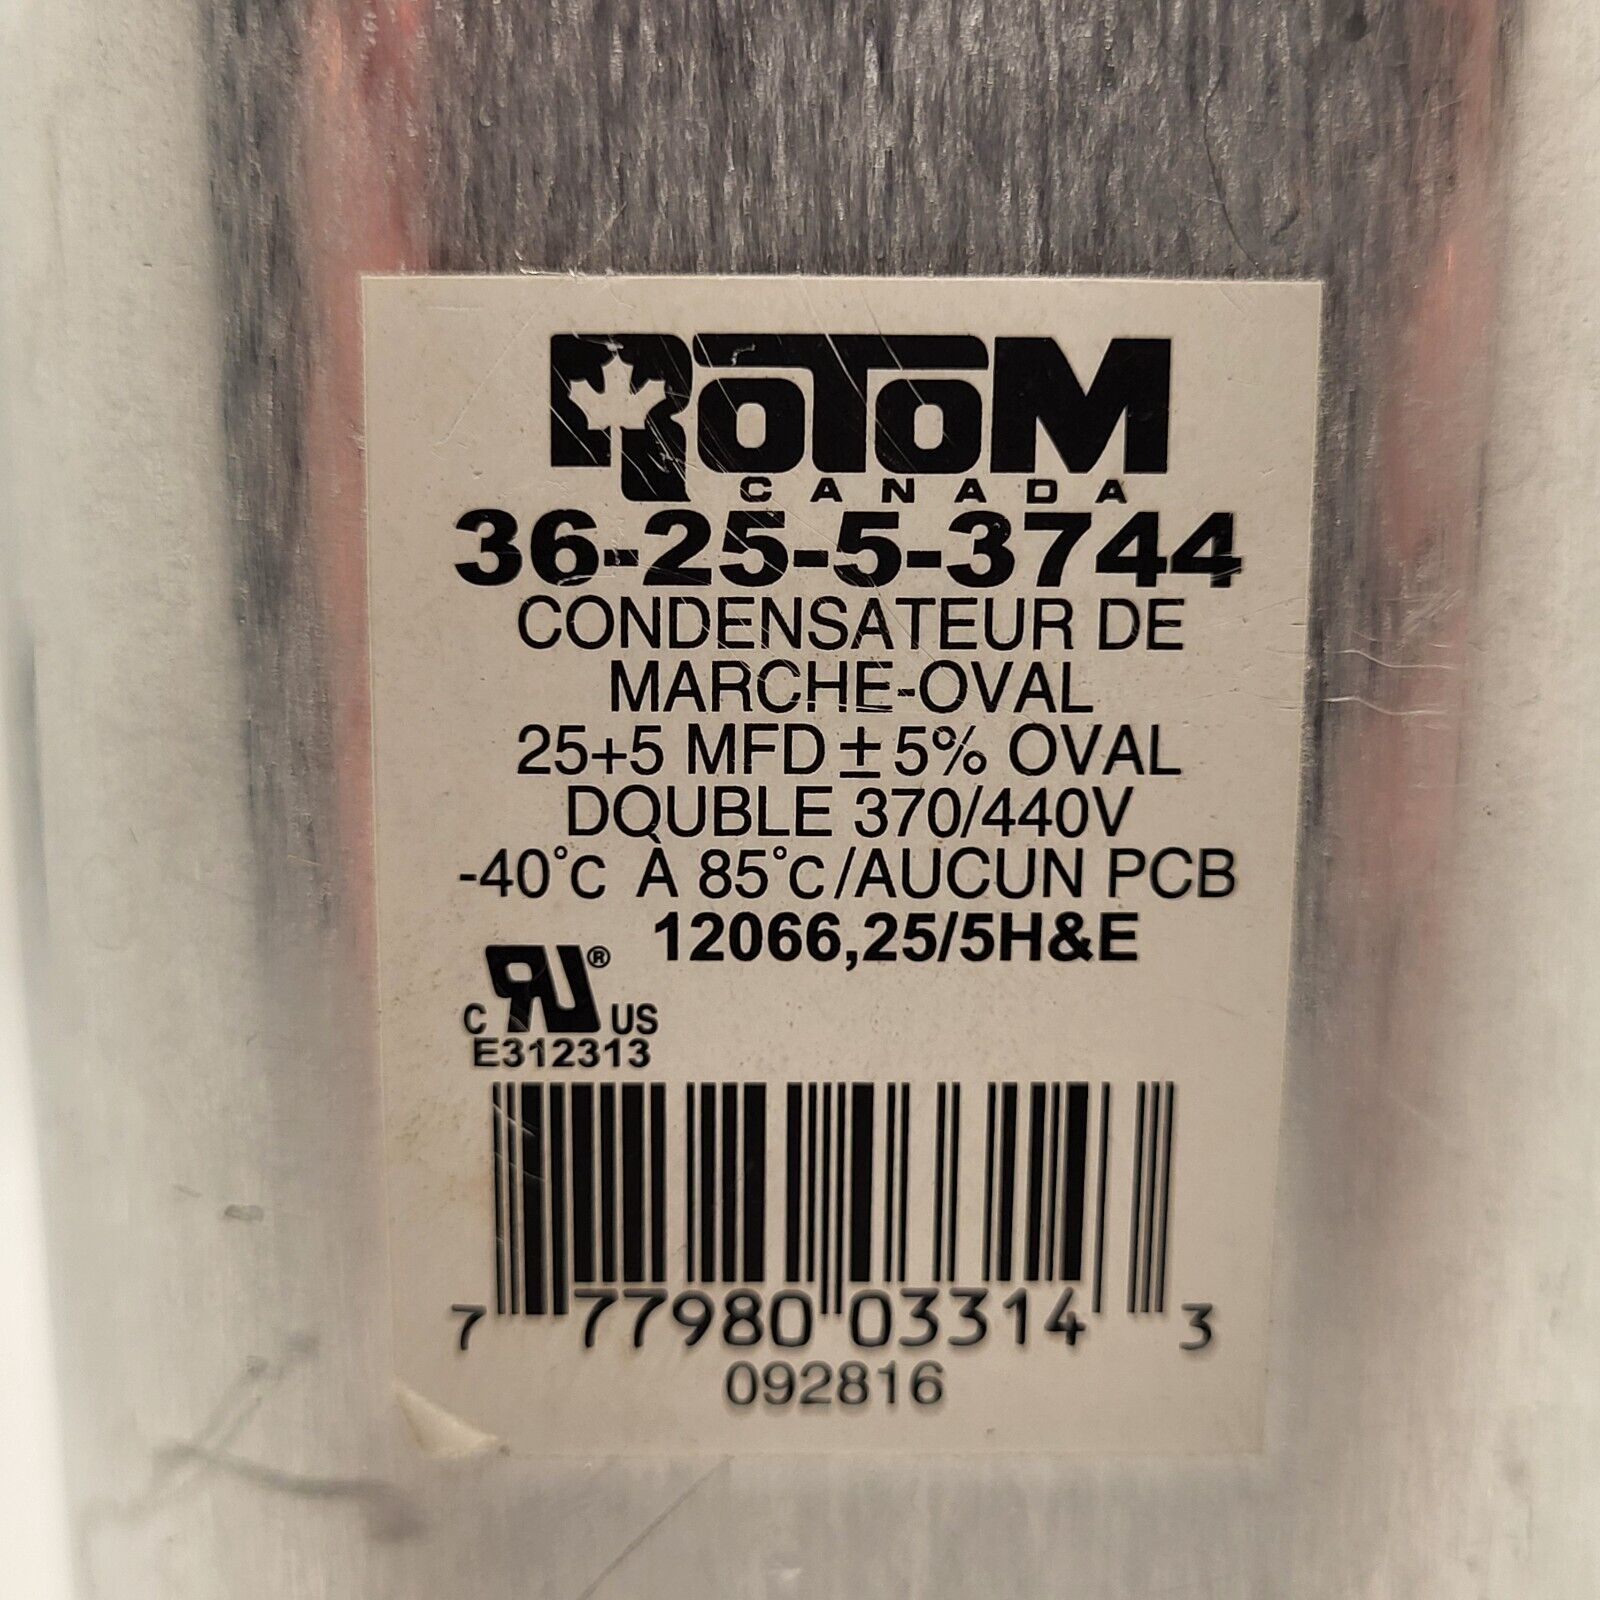 ROTOM
CANADA
36-25-5-3744
CONDENSATEUR DE
MARCHE-OVAL
25+5 MFD ± 5% OVAL
DOUBLE 370/440V
-40°C À 85°C/AUCUN PCB
12066,25/5H&E
C RU® US
E312313
7 77980 03314 3
092816